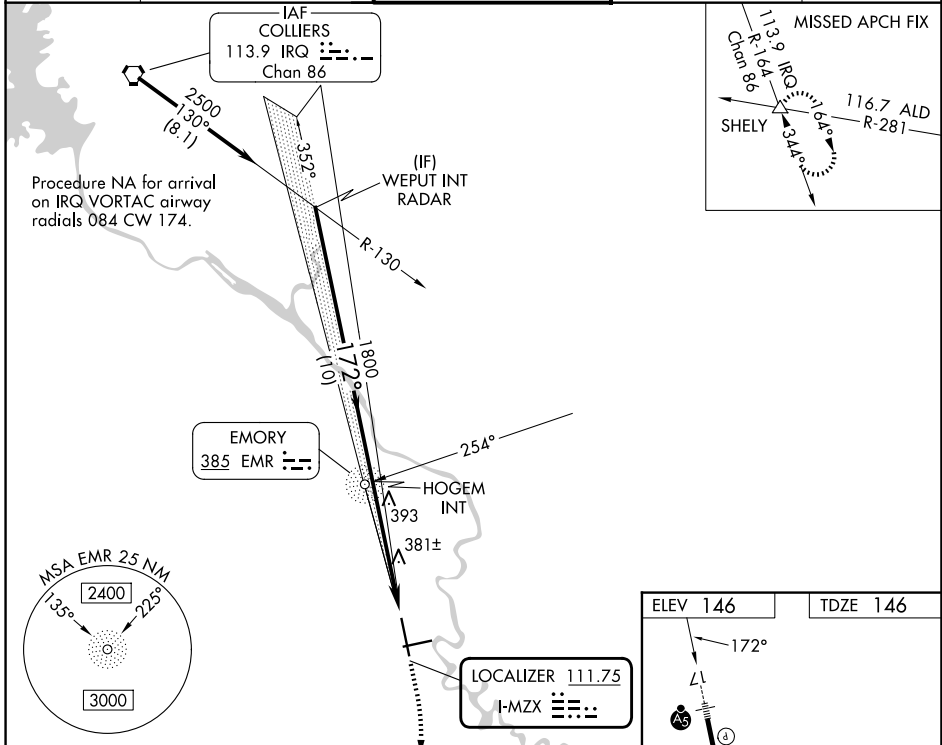 IAF
COLLIERS
113.9 IRQ
Chan 86
2500
130°
(8.1)
352°
(IF)
WEPUT INT
RADAR
Procedure NA for arrival
on IRQ VORTAC airway
radials 084 CW 174.
R-130
1800
172°
(10)
EMORY
385 EMR
254°
HOGEM
INT
393
381±
MSA EMR 25 NM
2400
135°
225°
3000
LOCALIZER 111.75
I-MZX
MISSED APCH FIX
113.9 IRQ
R-164
Chan 86
SHELY
164°
344°
116.7 ALD
R-281
ELEV 146
TDZE 146
172°
17
A5
P